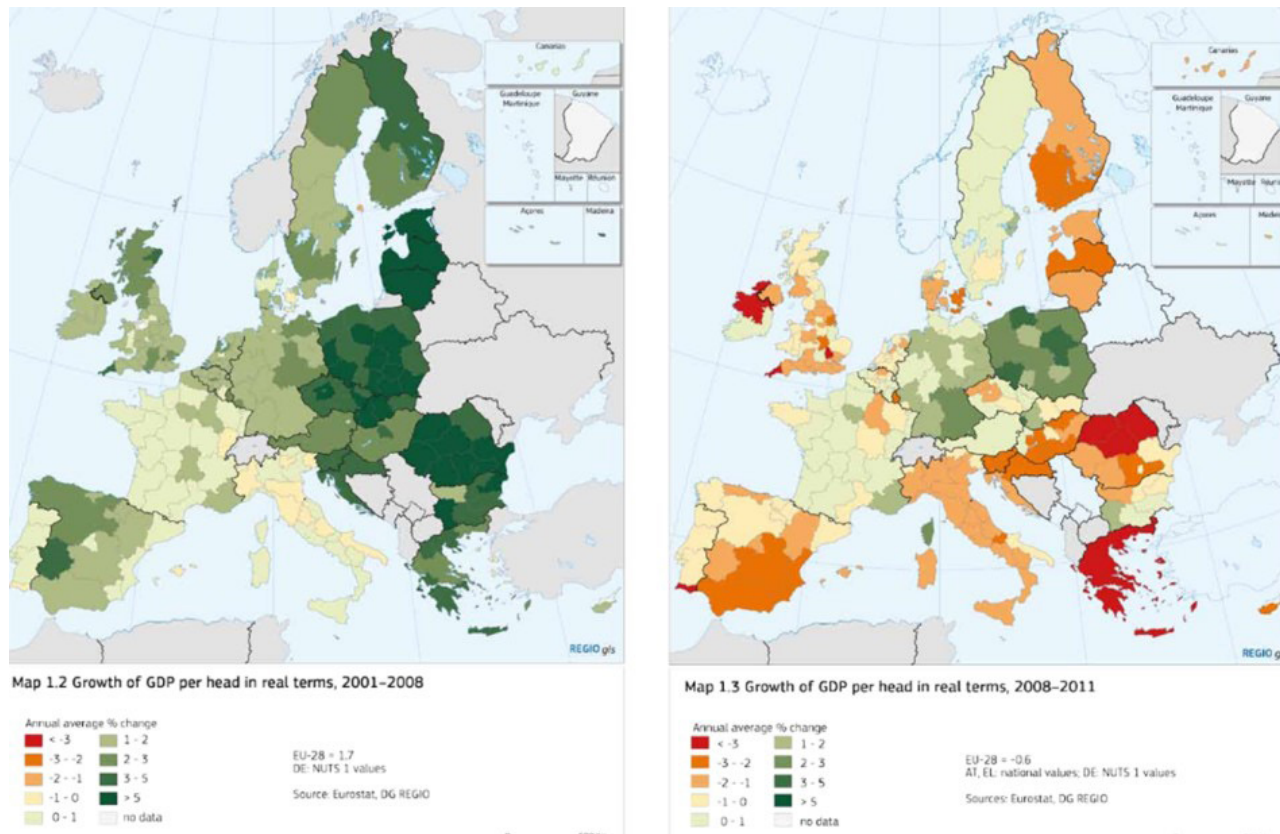 Canarias
Guadeloupe
Martinique
Guyane
Mayotte
Réunion
Açores
Madeira
REGIO gis
Map 1.2 Growth of GDP per head in real terms, 2001–2008
Annual average % change
< -3
-3 - -2
-2 - -1
-1 - 0
0 - 1
1 - 2
2 - 3
3 - 5
> 5
no data
EU-28 = 1.7
DE: NUTS 1 values
Source: Eurostat, DG REGIO
Canarias
Guadeloupe
Martinique
Guyane
Mayotte
Réun
Açores
Madei
REGIO g
Map 1.3 Growth of GDP per head in real terms, 2008–2011
Annual average % change
< -3
-3 - -2
-2 - -1
-1 - 0
0 - 1
1 - 2
2 - 3
3 - 5
> 5
no data
EU-28 = -0.6
AT, EL: national values; DE: NUTS 1 values
Sources: Eurostat, DG REGIO